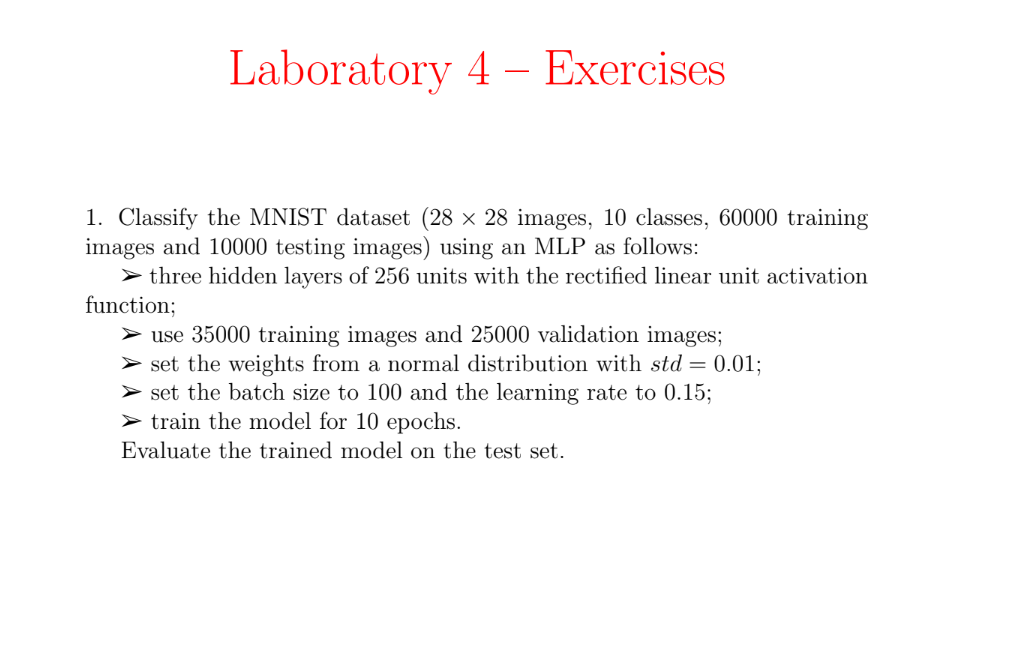 Laboratory 4 – Exercises
1. Classify the MNIST dataset (28 × 28 images, 10 classes, 60000 training
images and 10000 testing images) using an MLP as follows:
➢ three hidden layers of 256 units with the rectified linear unit activation
function;
➢ use 35000 training images and 25000 validation images;
➢ set the weights from a normal distribution with std = 0.01;
➢ set the batch size to 100 and the learning rate to 0.15;
➢ train the model for 10 epochs.
Evaluate the trained model on the test set.